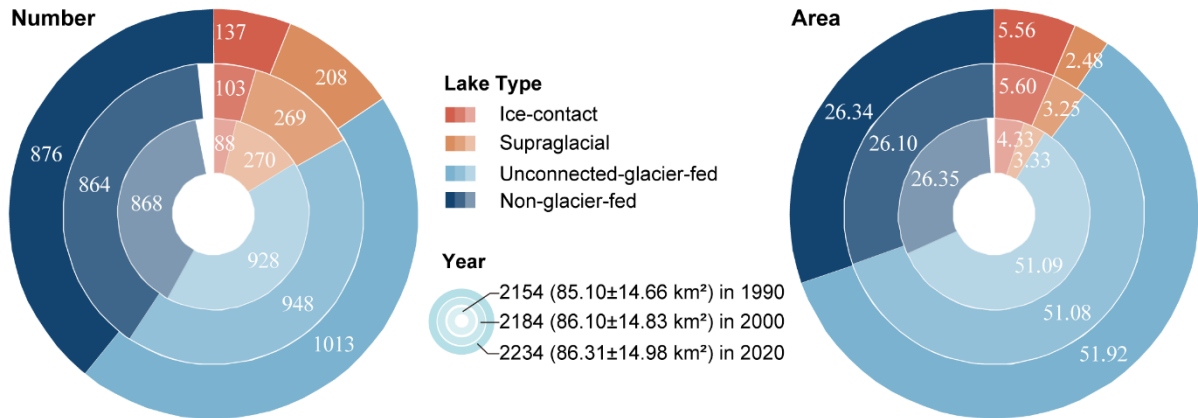 Number
137
208
103
269
88
270
876
864
868
928
948
1013
Lake Type
Ice-contact
Supraglacial
Unconnected-glacier-fed
Non-glacier-fed
Year
2154 (85.10±14.66 km²) in 1990
2184 (86.10±14.83 km²) in 2000
2234 (86.31±14.98 km²) in 2020
Area
5.56
2.48
5.60
3.25
4.33
3.33
26.34
26.10
26.35
51.09
51.08
51.92